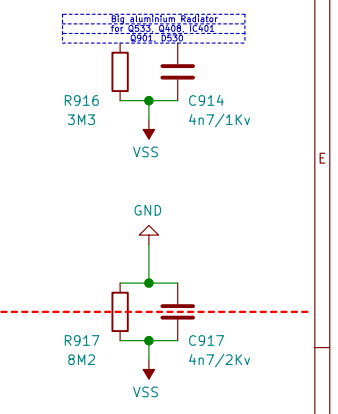 Big aluminium Radiator
for Q533, Q408, IC401
Q901, D530
R916
3M3
C914
4n7/1Kv
VSS
E
GND
R917
8M2
C917
4n7/2Kv
VSS